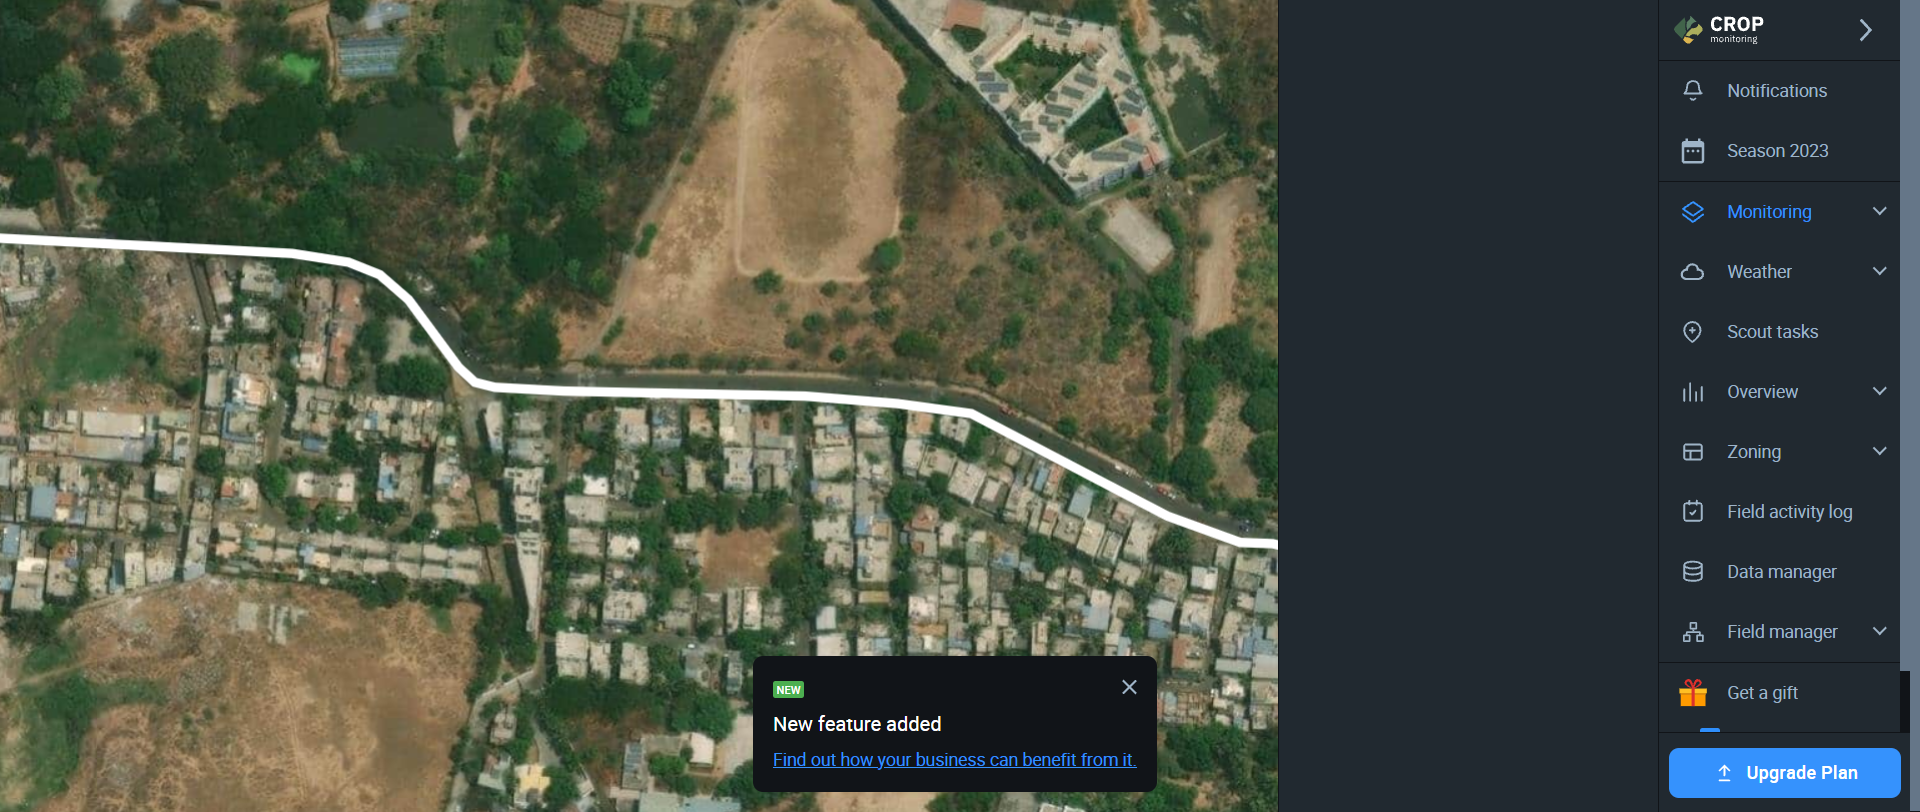 CROP
monitoring
Notifications
Season 2023
Monitoring
Weather
Scout tasks
Overview
Zoning
Field activity log
Data manager
Field manager
Get a gift
Upgrade Plan
NEW
New feature added
Find out how your business can benefit from it.